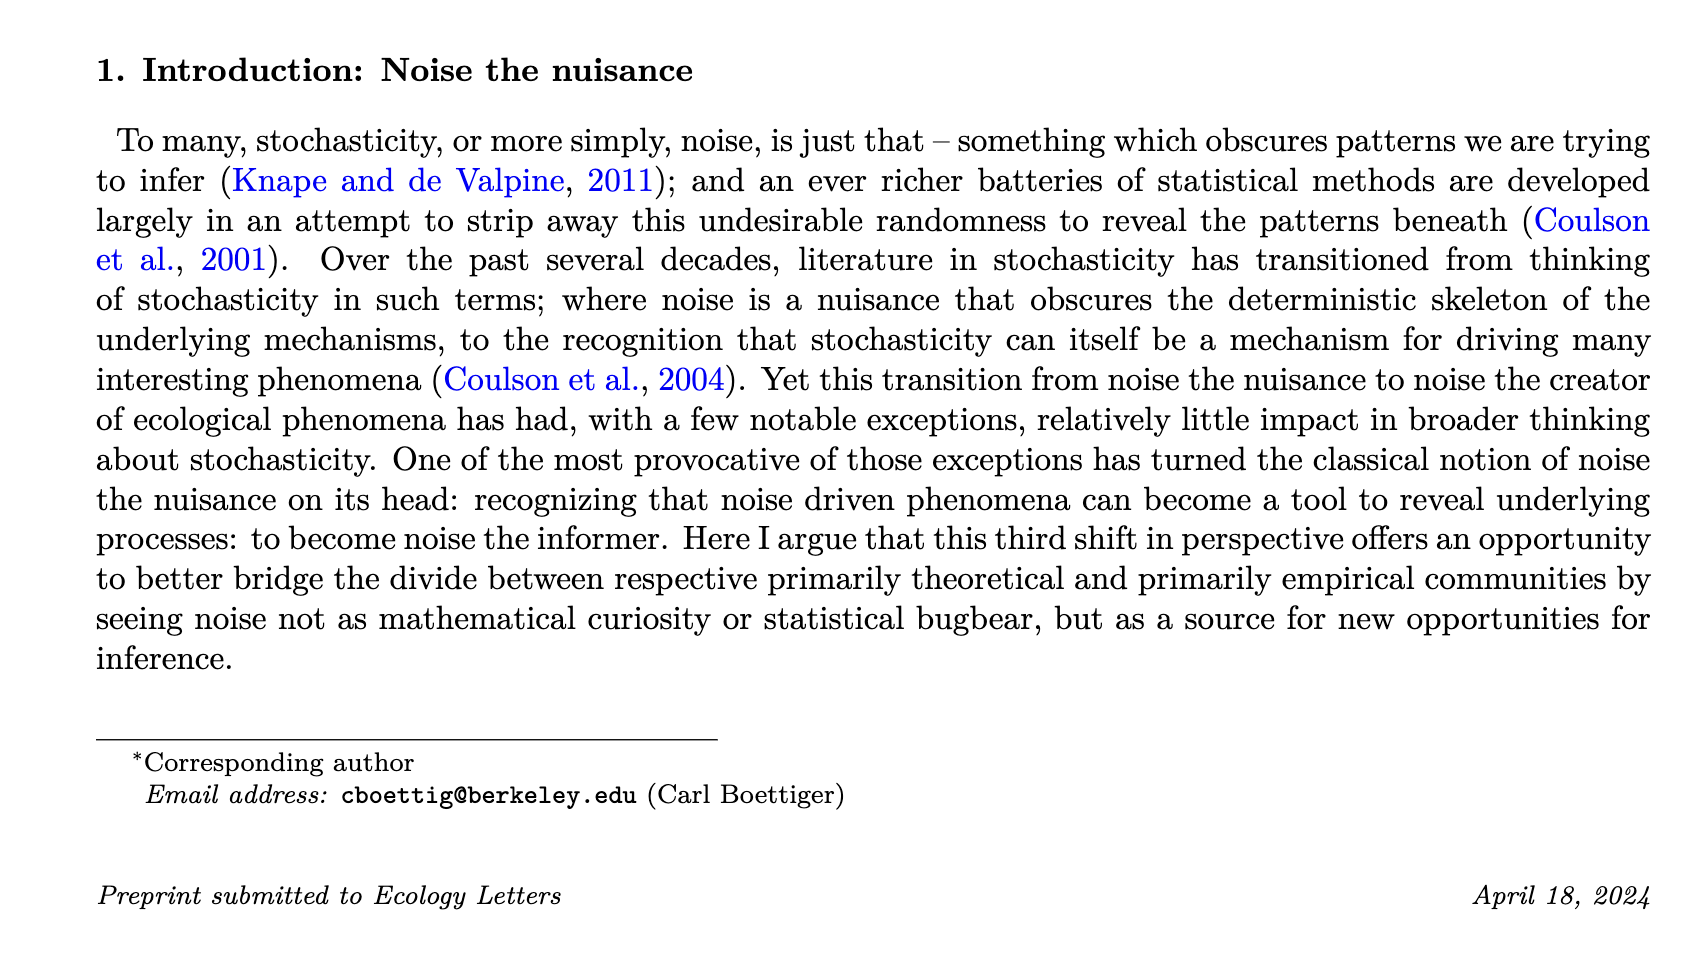 1. Introduction: Noise the nuisance
To many, stochasticity, or more simply, noise, is just that – something which obscures patterns we are trying
to infer (Knape and de Valpine, 2011); and an ever richer batteries of statistical methods are developed
largely in an attempt to strip away this undesirable randomness to reveal the patterns beneath (Coulson
et al., 2001). Over the past several decades, literature in stochasticity has transitioned from thinking
of stochasticity in such terms; where noise is a nuisance that obscures the deterministic skeleton of the
underlying mechanisms, to the recognition that stochasticity can itself be a mechanism for driving many
interesting phenomena (Coulson et al., 2004). Yet this transition from noise the nuisance to noise the creator
of ecological phenomena has had, with a few notable exceptions, relatively little impact in broader thinking
about stochasticity. One of the most provocative of those exceptions has turned the classical notion of noise
the nuisance on its head: recognizing that noise driven phenomena can become a tool to reveal underlying
processes: to become noise the informer. Here I argue that this third shift in perspective offers an opportunity
to better bridge the divide between respective primarily theoretical and primarily empirical communities by
seeing noise not as mathematical curiosity or statistical bugbear, but as a source for new opportunities for
inference.
*Corresponding author
Email address: cboettig@berkeley.edu (Carl Boettiger)
Preprint submitted to Ecology Letters
April 18, 2024